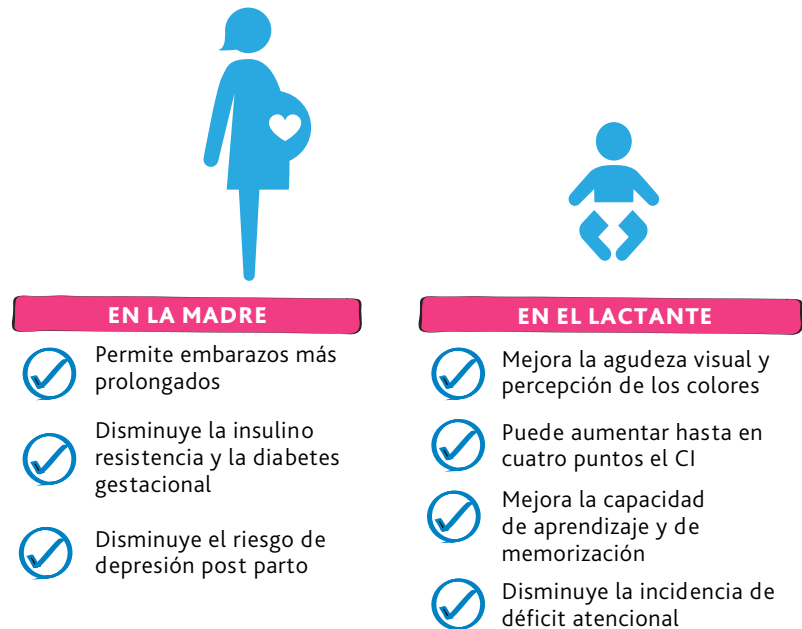 EN LA MADRE
Permite embarazos más
prolongados
Disminuye la insulino
resistencia y la diabetes
gestacional
Disminuye el riesgo de
depresión post parto
EN EL LACTANTE
Mejora la agudeza visual y
percepción de los colores
Puede aumentar hasta en
cuatro puntos el CI
Mejora la capacidad
de aprendizaje y de
memorización
Disminuye la incidencia de
déficit atencional